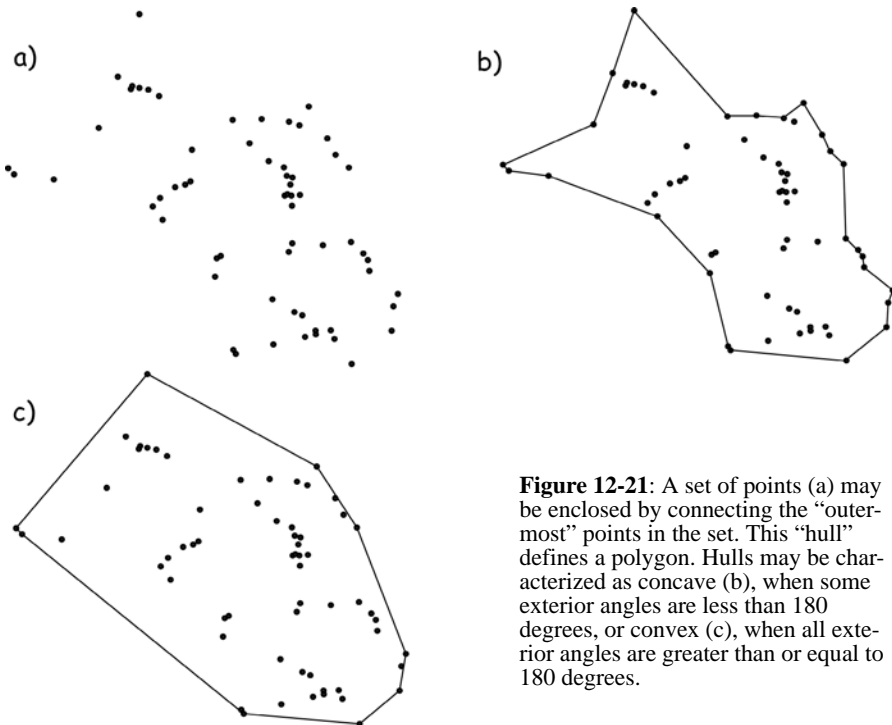 a)
b)
c)
Figure 12-21: A set of points (a) may
be enclosed by connecting the “outer-
most” points in the set. This “hull”
defines a polygon. Hulls may be char-
acterized as concave (b), when some
exterior angles are less than 180
degrees, or convex (c), when all exte-
rior angles are greater than or equal to
180 degrees.